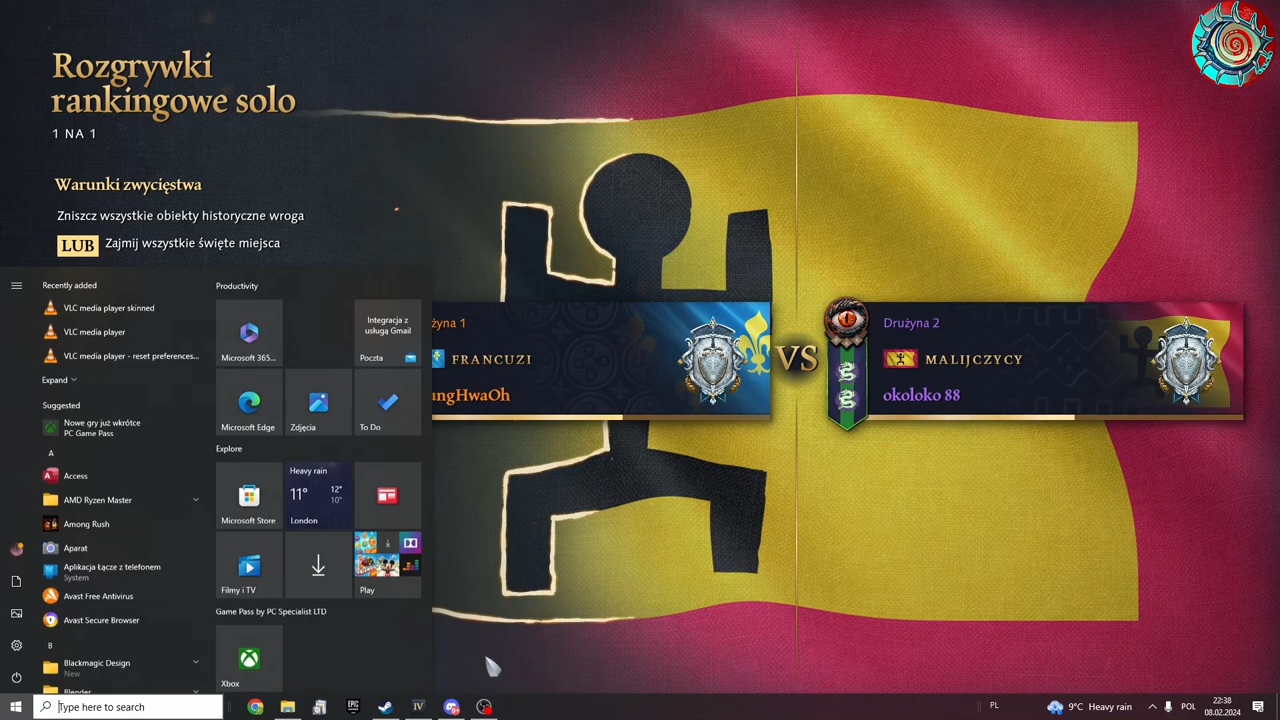 Rozgrywki
rankingowe solo
1 NA 1
Warunki zwycięstwa
Zniszcz wszystkie obiekty historyczne wroga
LUB Zajmij wszystkie święte miejsca
żyna 1
FRANCUZI
ungHwaOh
VS
Drużyna 2
MALIJCZYCY
okoloko 88
Recently added
VLC media player skinned
VLC media player
VLC media player - reset preferences...
Expand
Suggested
Nowe gry już wkrótce
PC Game Pass
A
Access
AMD Ryzen Master
Among Rush
Aparat
Aplikacja Łącze z telefonem
System
Avast Free Antivirus
Avast Secure Browser
B
Blackmagic Design
New
Blender
Productivity
Microsoft 365...
Integracja z
usługą Gmail
Poczta
Microsoft Edge
Zdjęcia
To Do
Explore
Microsoft Store
Heavy rain
11° 12°
10°
London
Filmy i TV
Play
Game Pass by PC Specialist LTD
Xbox
Type here to search
EPIC
IV
PL
9°C Heavy rain
POL
22:38
08.02.2024